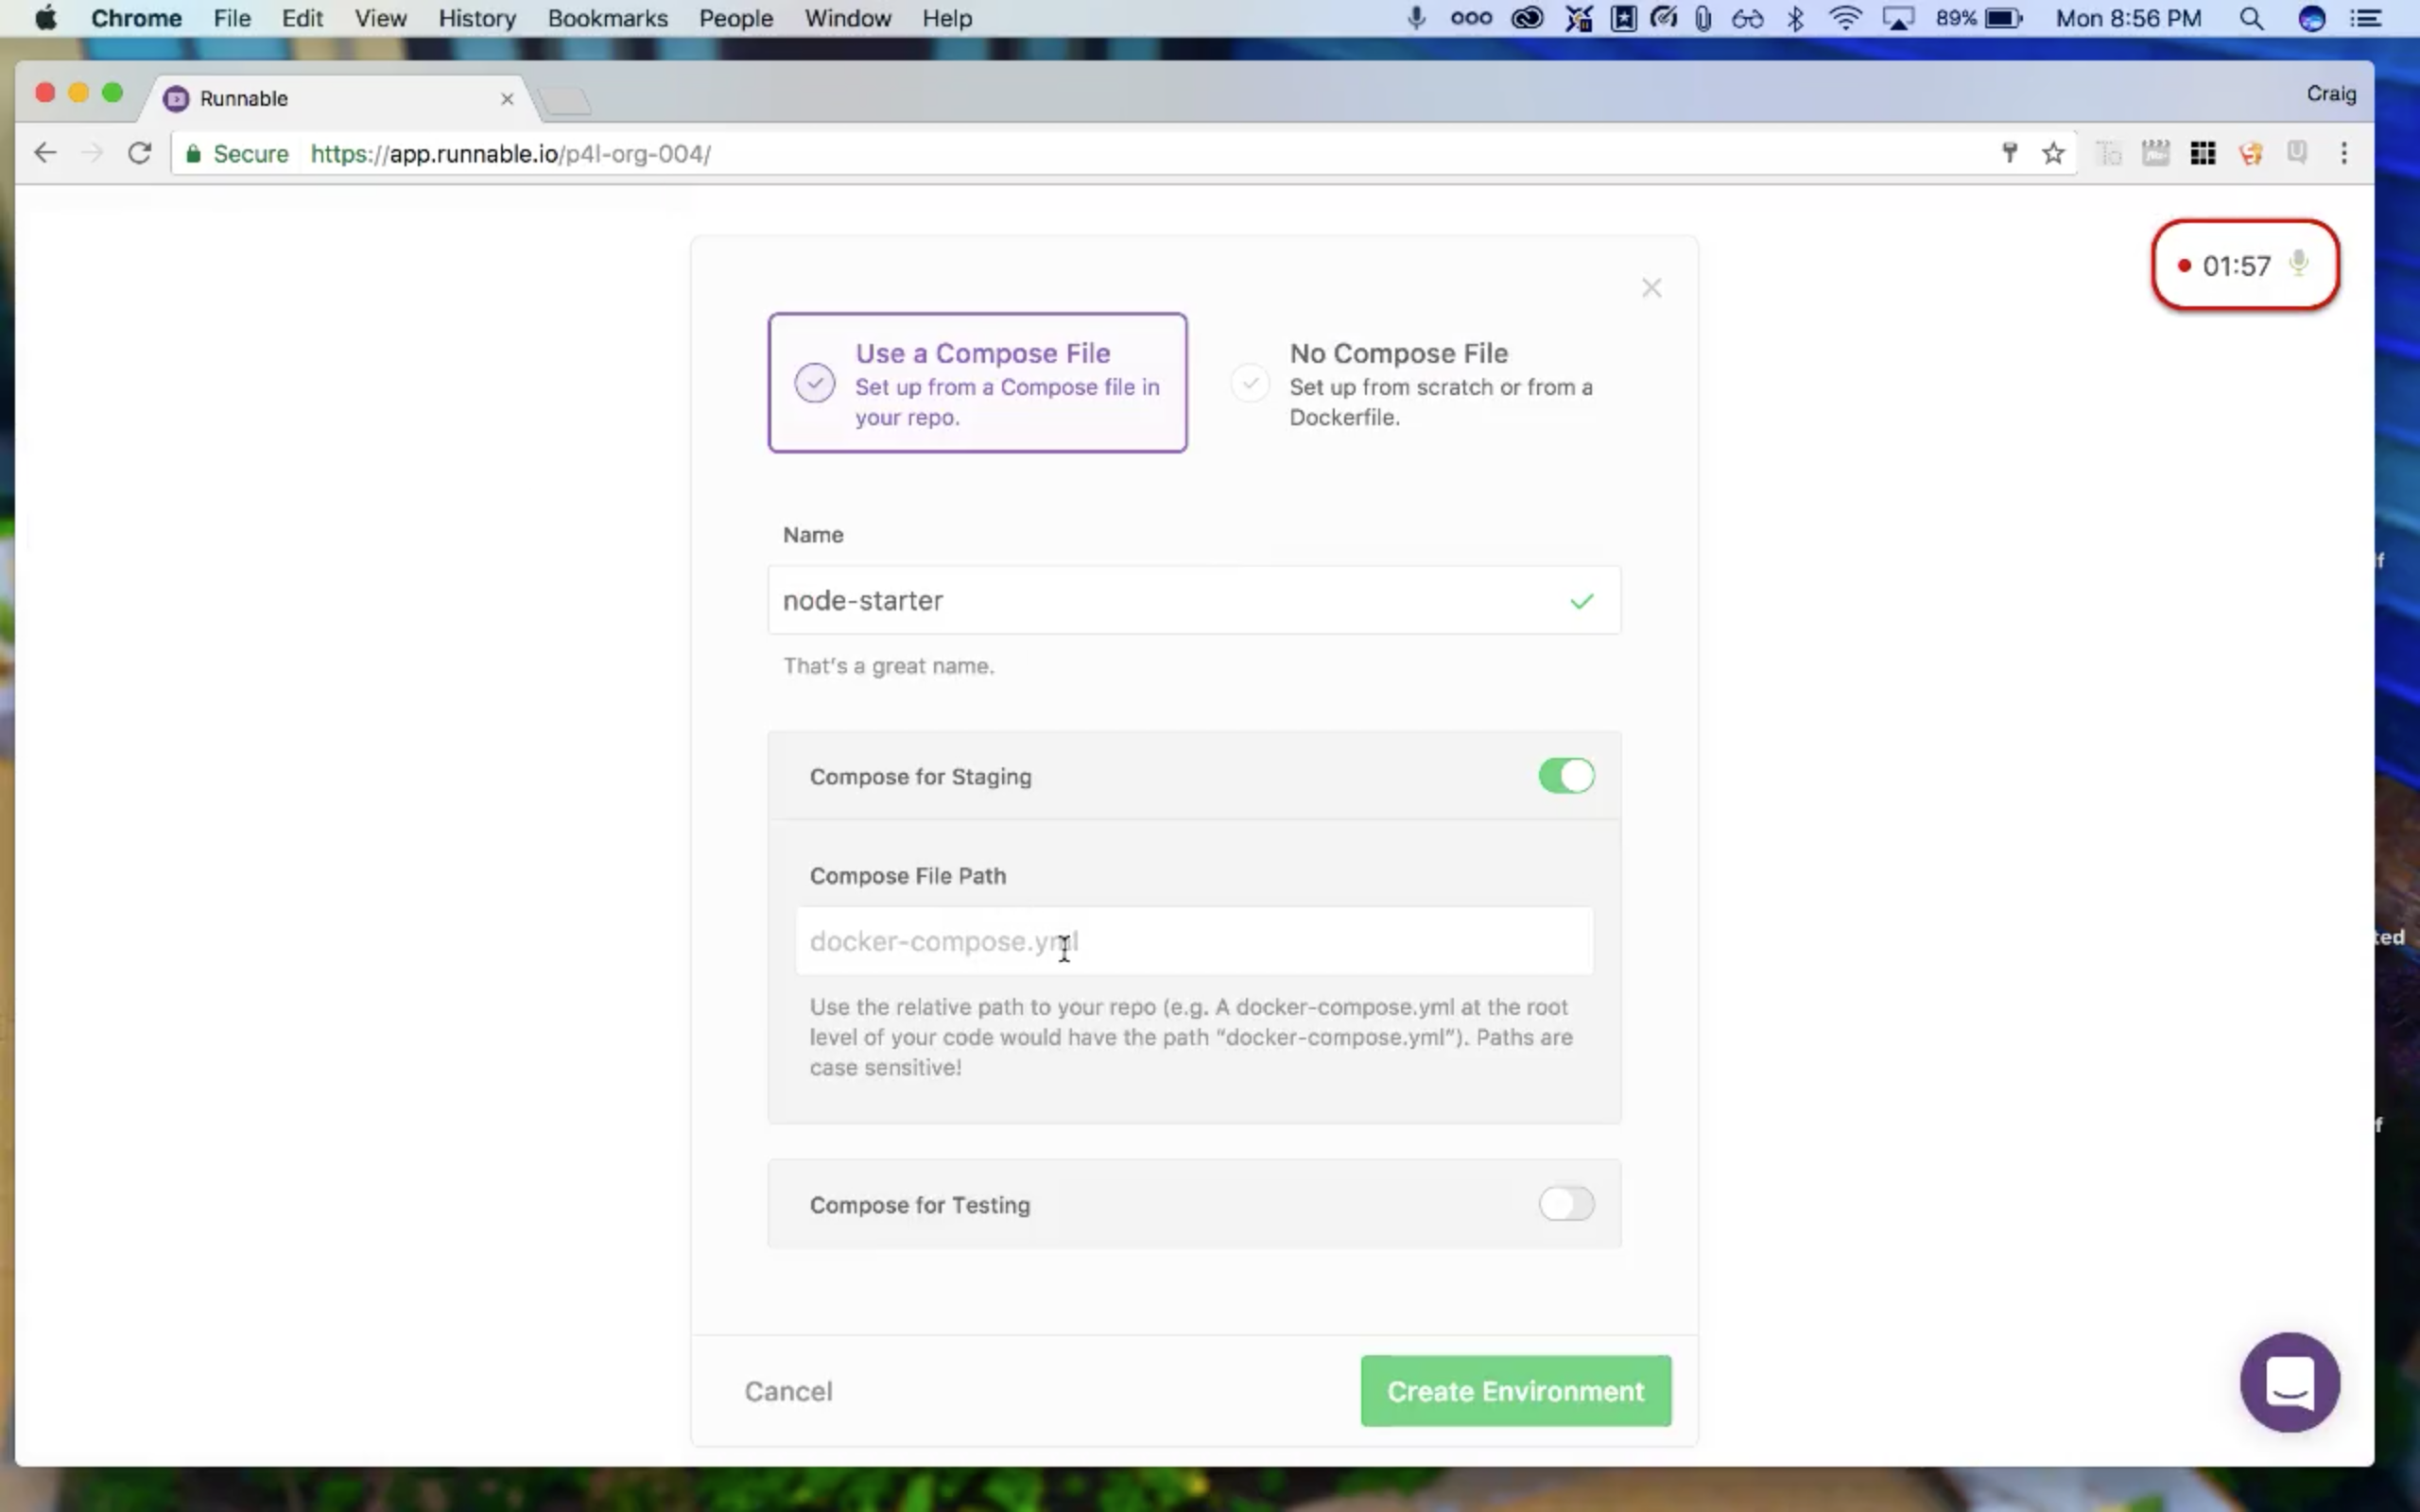 Chrome File Edit View History Bookmarks People Window Help 89% Mon 8:56 PM
Runnable
Craig
Secure https://app.runnable.io/p4l-org-004/
01:57
Use a Compose File
Set up from a Compose file in
your repo.
No Compose File
Set up from scratch or from a
Dockerfile.
Name
node-starter
That's a great name.
Compose for Staging
Compose File Path
docker-compose.yml
Use the relative path to your repo (e.g. A docker-compose.yml at the root
level of your code would have the path “docker-compose.yml”). Paths are
case sensitive!
Compose for Testing
Cancel
Create Environment